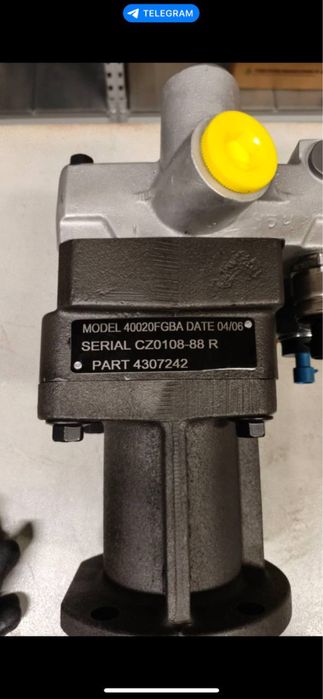 TELEGRAM
MODEL 40020FGBA DATE 04/06
SERIAL CZ0108-88 R
PART 4307242